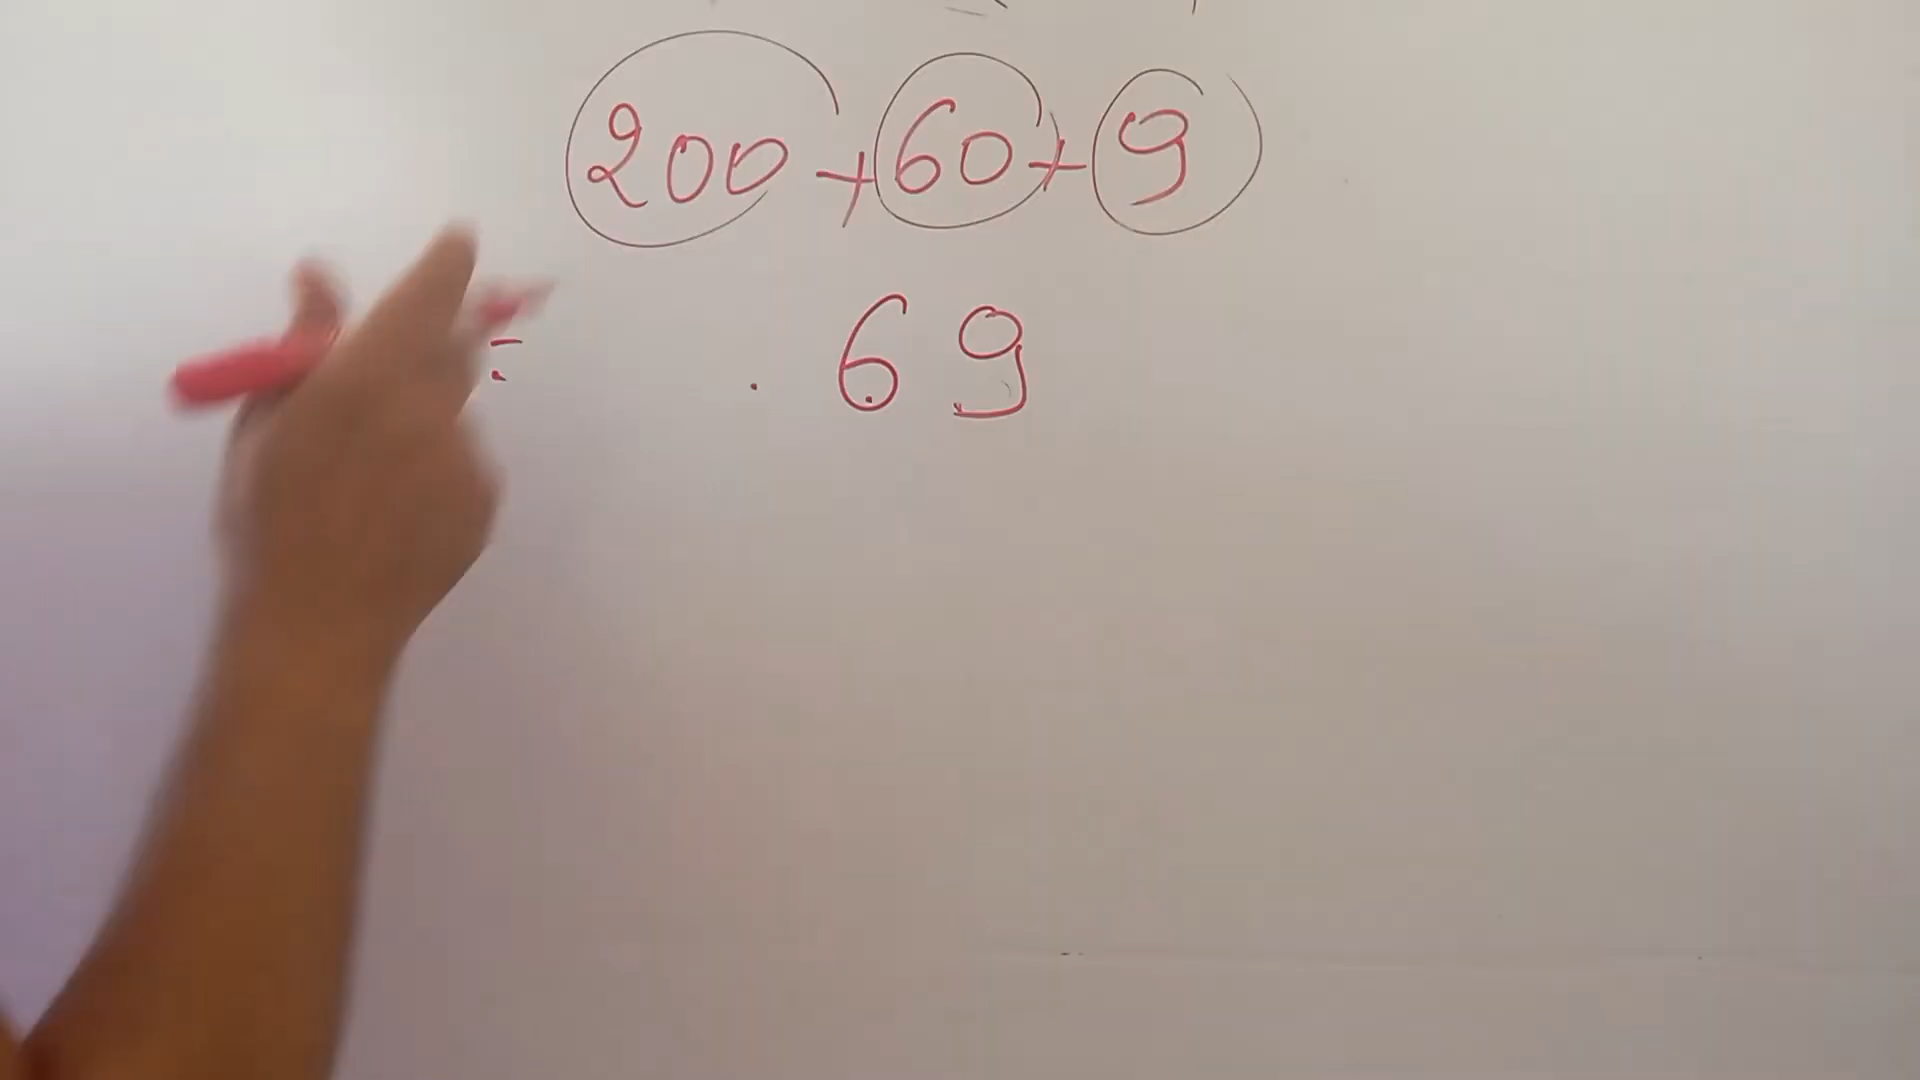 200 + 60 + 9
= . 69